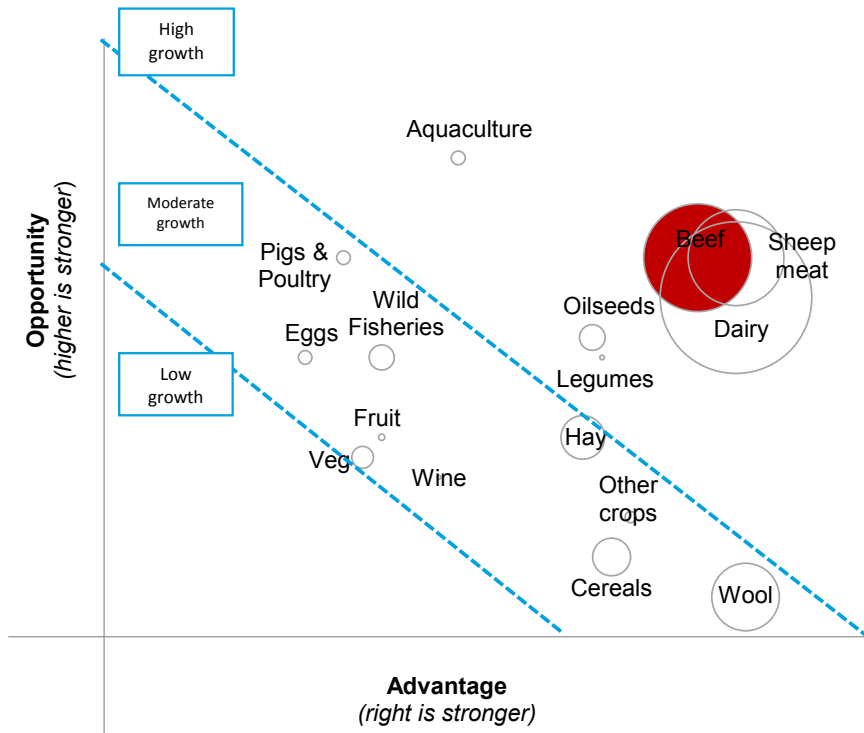 High
growth
Aquaculture
Moderate
growth
Pigs &
Poultry
Beef
Sheep
meat
Wild
Fisheries
Oilseeds
Eggs
Dairy
Legumes
Low
growth
Fruit
Hay
Veg
Wine
Other
crops
Cereals
Wool
Opportunity
(higher is stronger)
Advantage
(right is stronger)